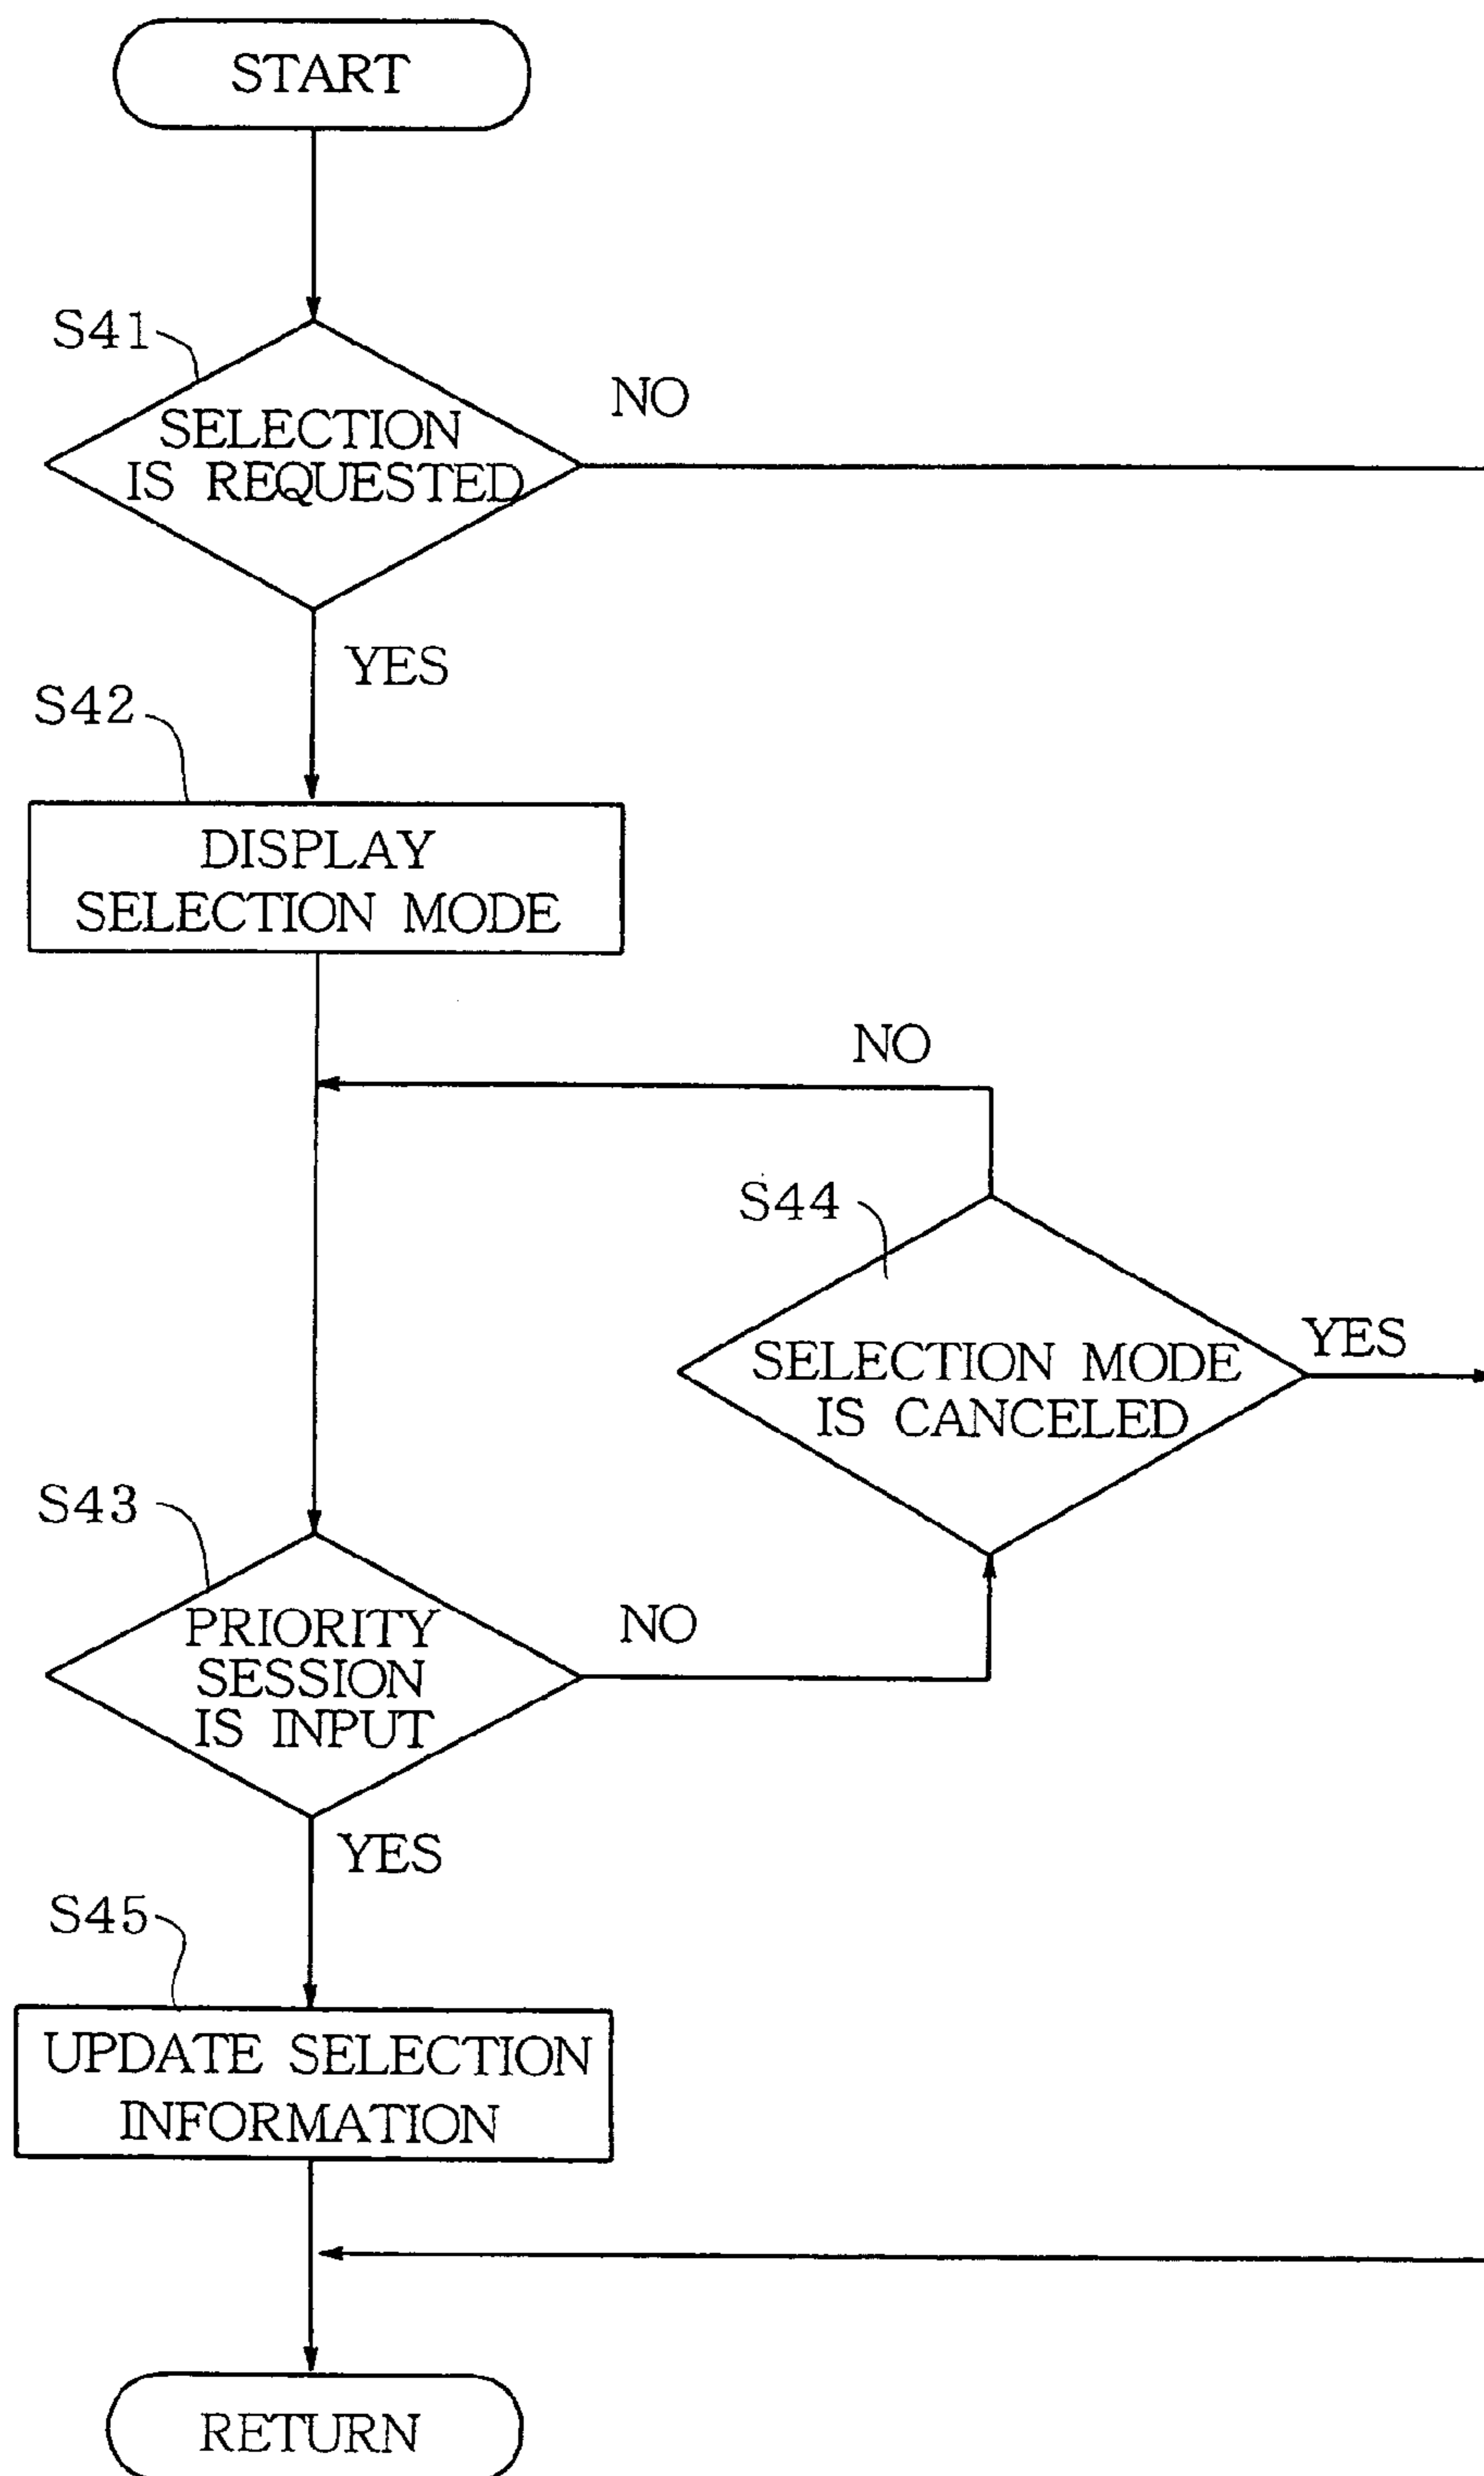 START
S41
SELECTION
IS REQUESTED
NO
YES
S42
DISPLAY
SELECTION MODE
NO
S44
SELECTION MODE
IS CANCELED
YES
S43
PRIORITY
SESSION
IS INPUT
NO
YES
S45
UPDATE SELECTION
INFORMATION
RETURN